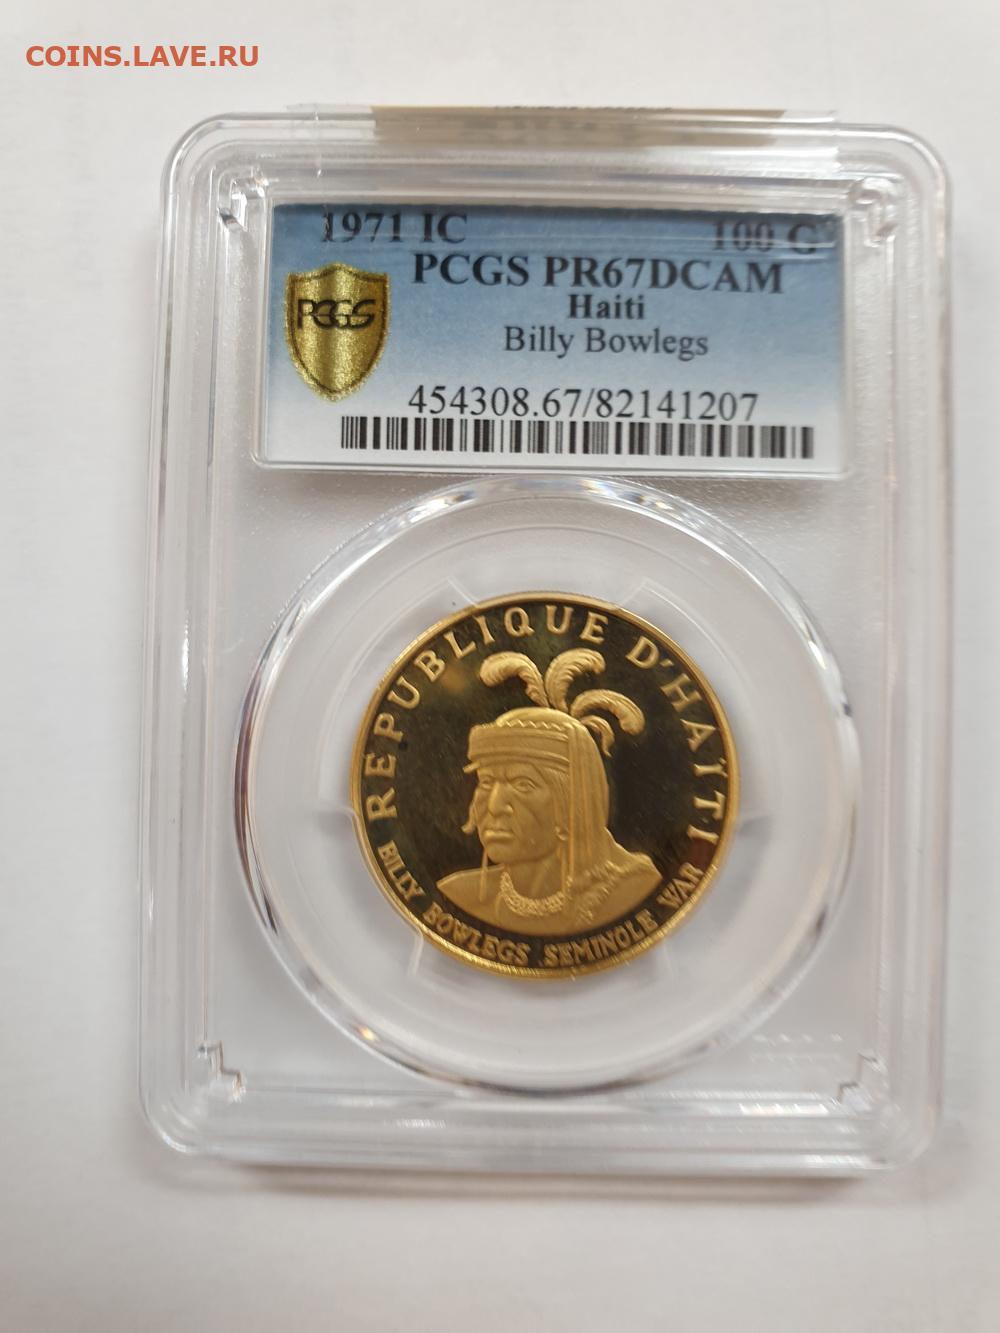 COINS.LAVE.RU
1971 IC 100 G
PCGS PR67DCAM
Haiti
Billy Bowlegs
PCGS
454308.67/82141207
REPUBLIQUE D'HAÏTI
BILLY BOWLEGS SEMINOLE WAR